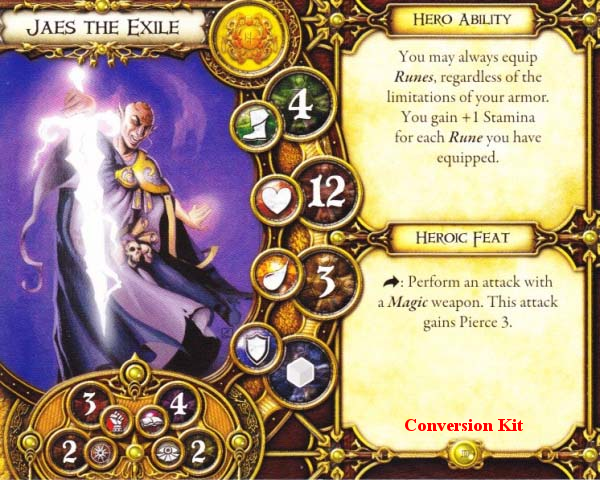 JAES THE EXILE
4
12
3
3
4
2
2
HERO ABILITY
You may always equip
Runes, regardless of the
limitations of your armor.
You gain +1 Stamina
for each Rune you have
equipped.
HEROIC FEAT
: Perform an attack with
a Magic weapon. This attack
gains Pierce 3.
Conversion Kit